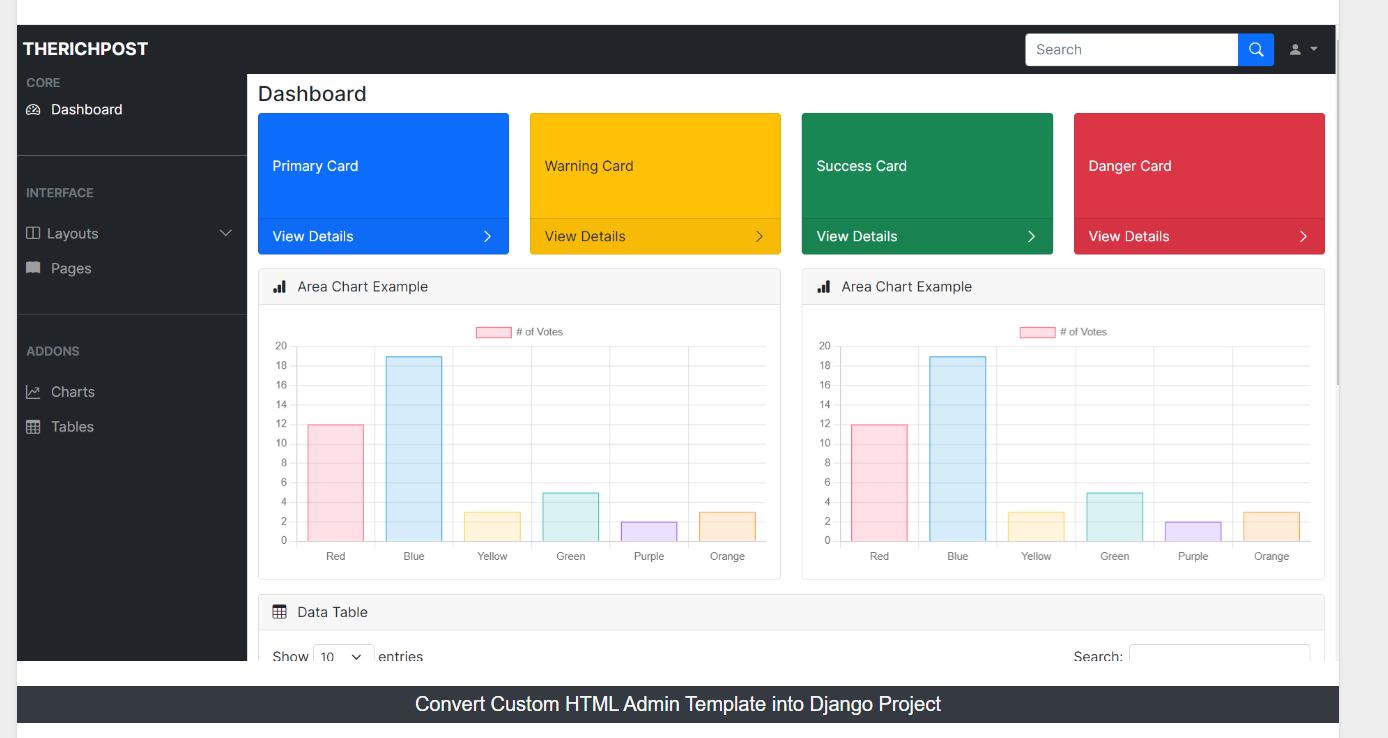 THERICHPOST
Search
CORE
Dashboard
INTERFACE
Layouts
Pages
ADDONS
Charts
Tables
Dashboard
Primary Card
View Details
Warning Card
View Details
Success Card
View Details
Danger Card
View Details
Area Chart Example
# of Votes
20
18
16
14
12
10
8
6
4
2
0
Red Blue Yellow Green Purple Orange
Area Chart Example
# of Votes
20
18
16
14
12
10
8
6
4
2
0
Red Blue Yellow Green Purple Orange
Data Table
Show 10 entries
Search:
Convert Custom HTML Admin Template into Django Project